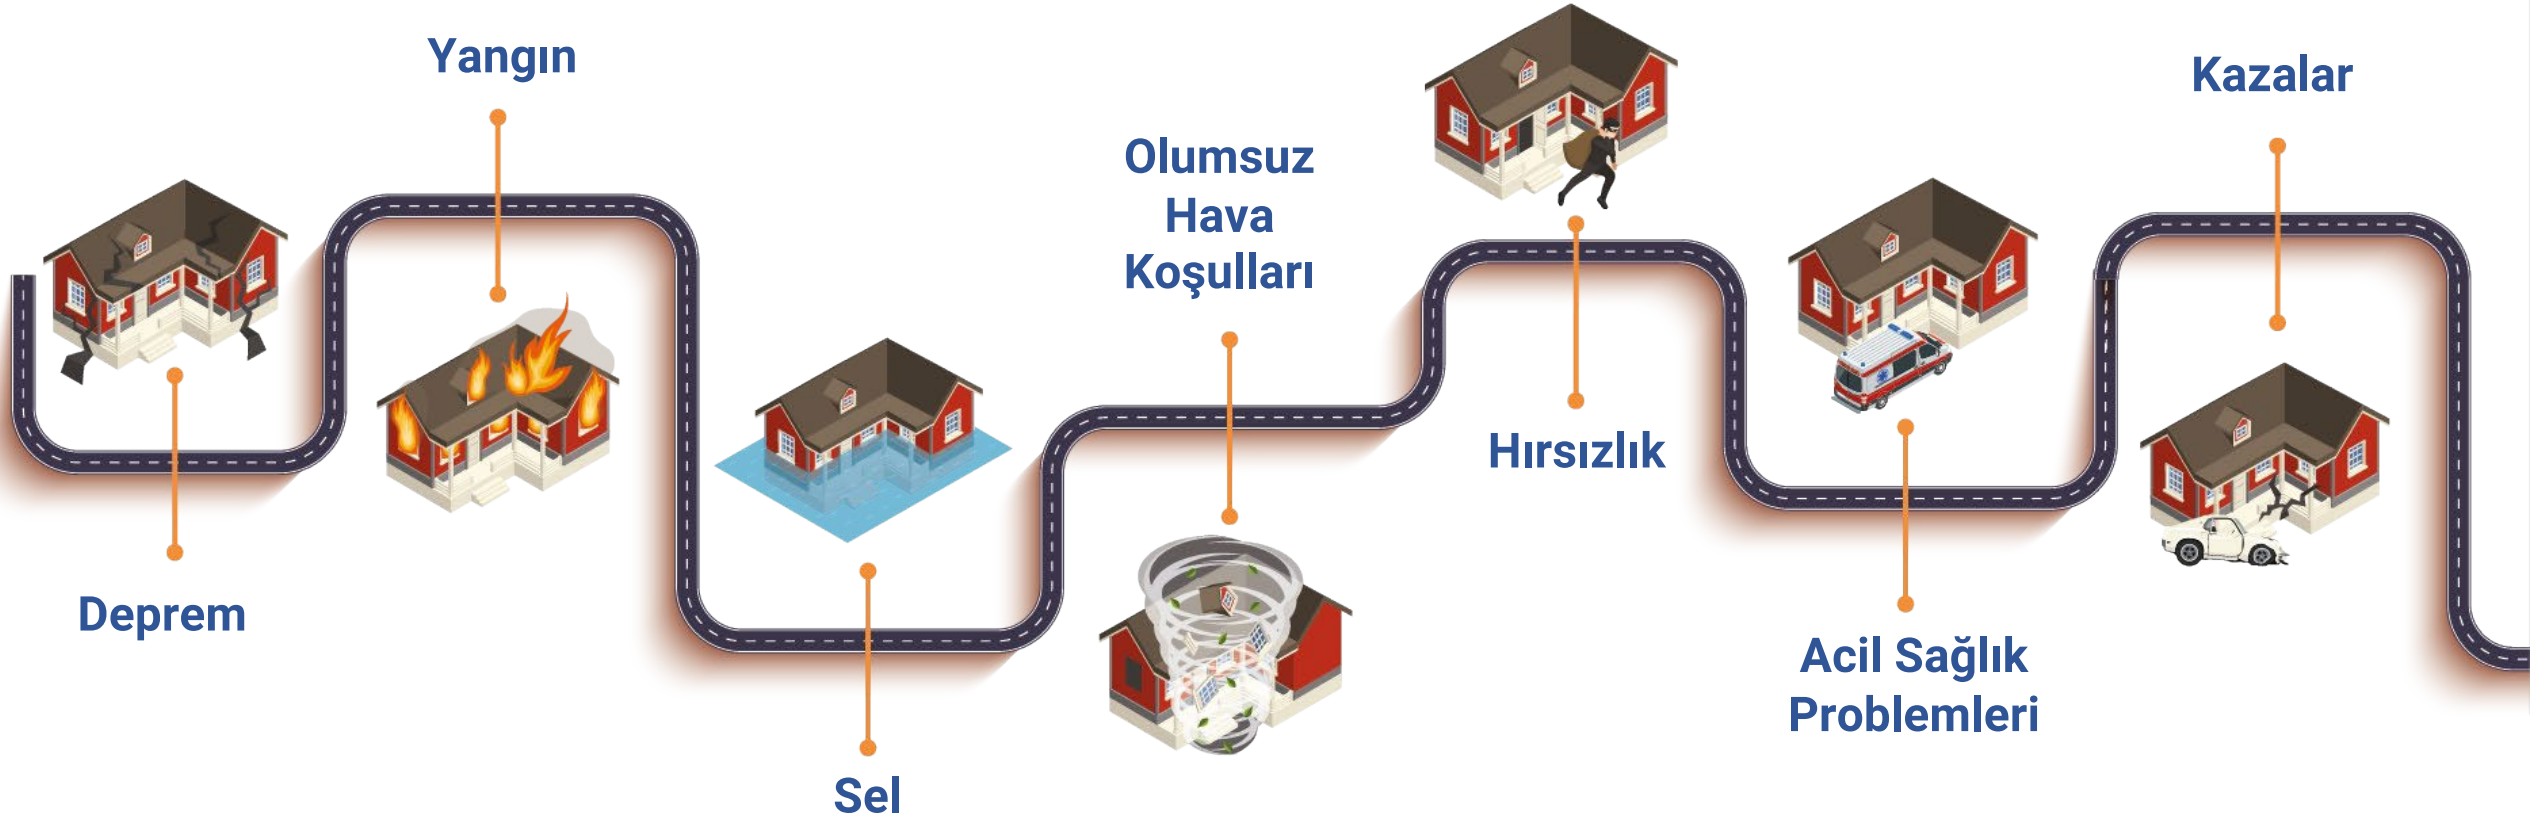 Deprem
Yangın
Sel
Olumsuz
Hava
Koşulları
Hırsızlık
Acil Sağlık
Problemleri
Kazalar